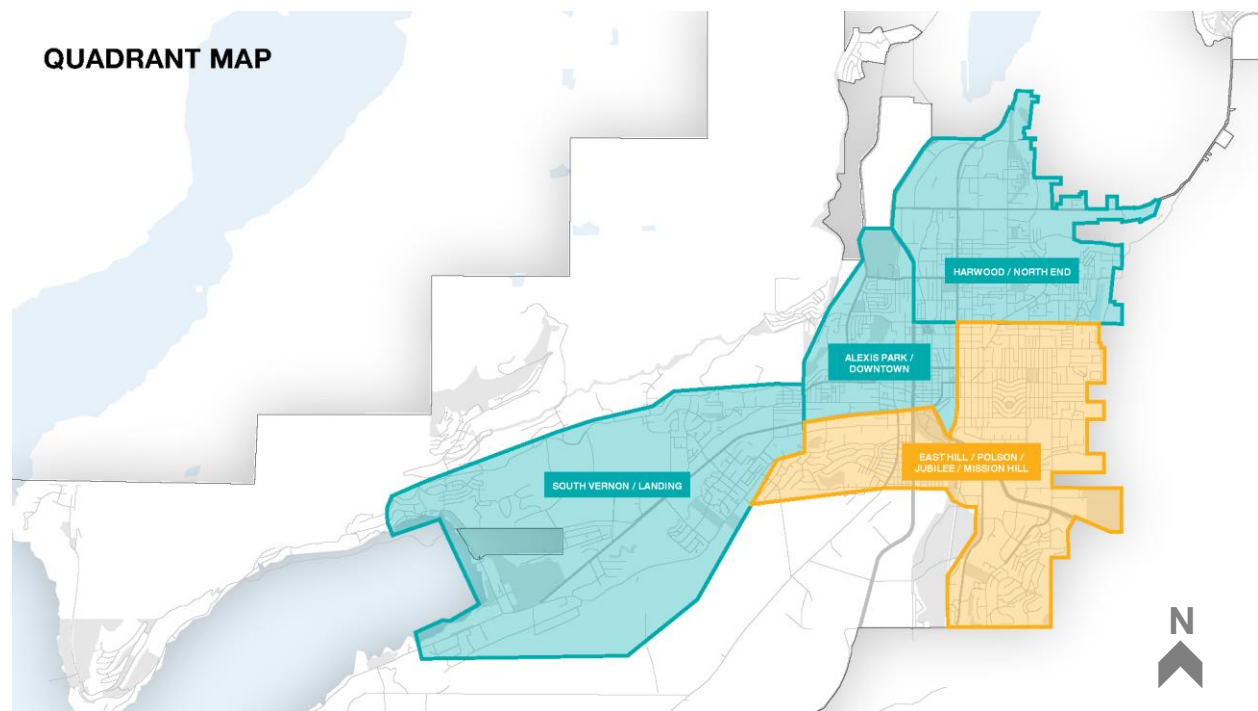 QUADRANT MAP
HARWOOD / NORTH END
ALEXIS PARK /
DOWNTOWN
EAST HILL / POLSON /
JUBILEE / MISSION HILL
SOUTH VERNON / LANDING
N